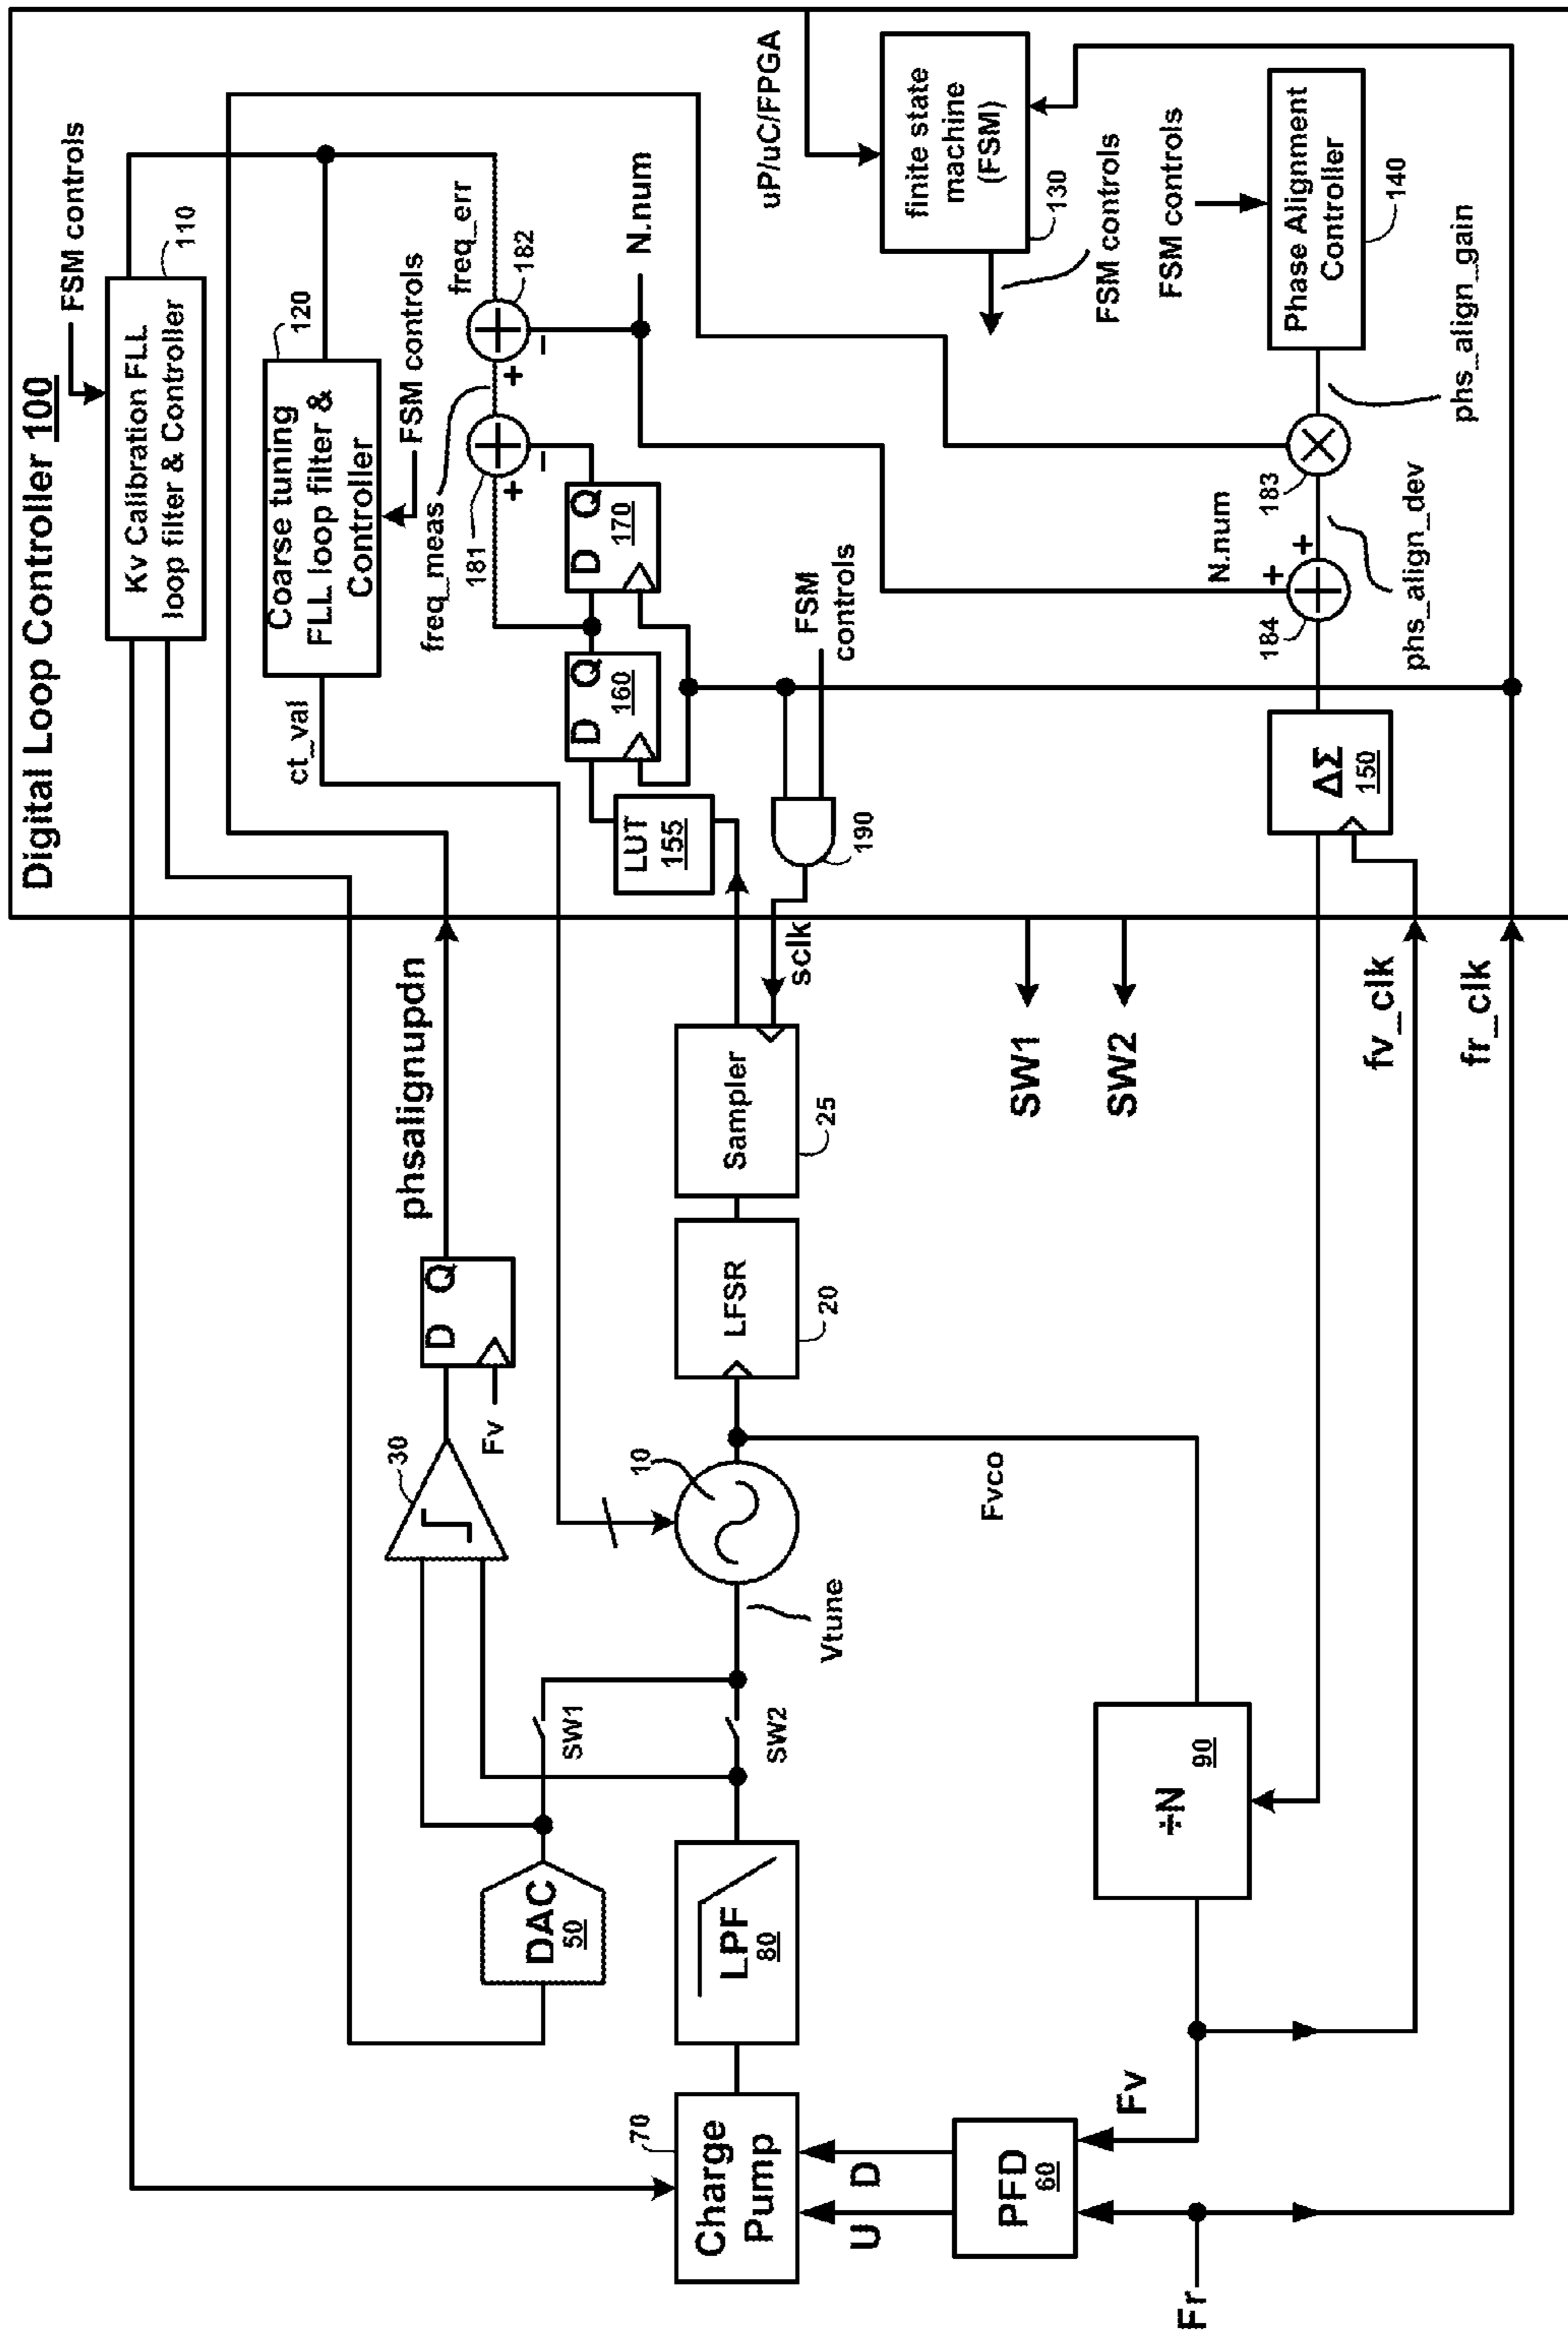 Digital Loop Controller 100
FSM controls
Kv Calibration FLL
loop filter & Controller
110
Coarse tuning
FLL loop filter &
Controller
120
FSM controls
ct_val
freq_err
182
+
−
freq_meas
181
+
−
N.num
D Q
170
D Q
160
LUT
155
FSM
controls
190
sclk
uP/uC/FPGA
finite state
machine
(FSM)
130
FSM controls
FSM controls
Phase Alignment
Controller
140
phs_align_gain
183
phs_align_dev
N.num
+
+
184
ΔΣ
150
phsalignupdn
D Q
Fv
30
Sampler
25
LFSR
20
10
Fvco
Vtune
SW1
SW2
SW1
SW2
fv_clk
fr_clk
DAC
50
LPF
80
÷N
90
Charge
Pump
70
U
D
PFD
60
Fv
Fr